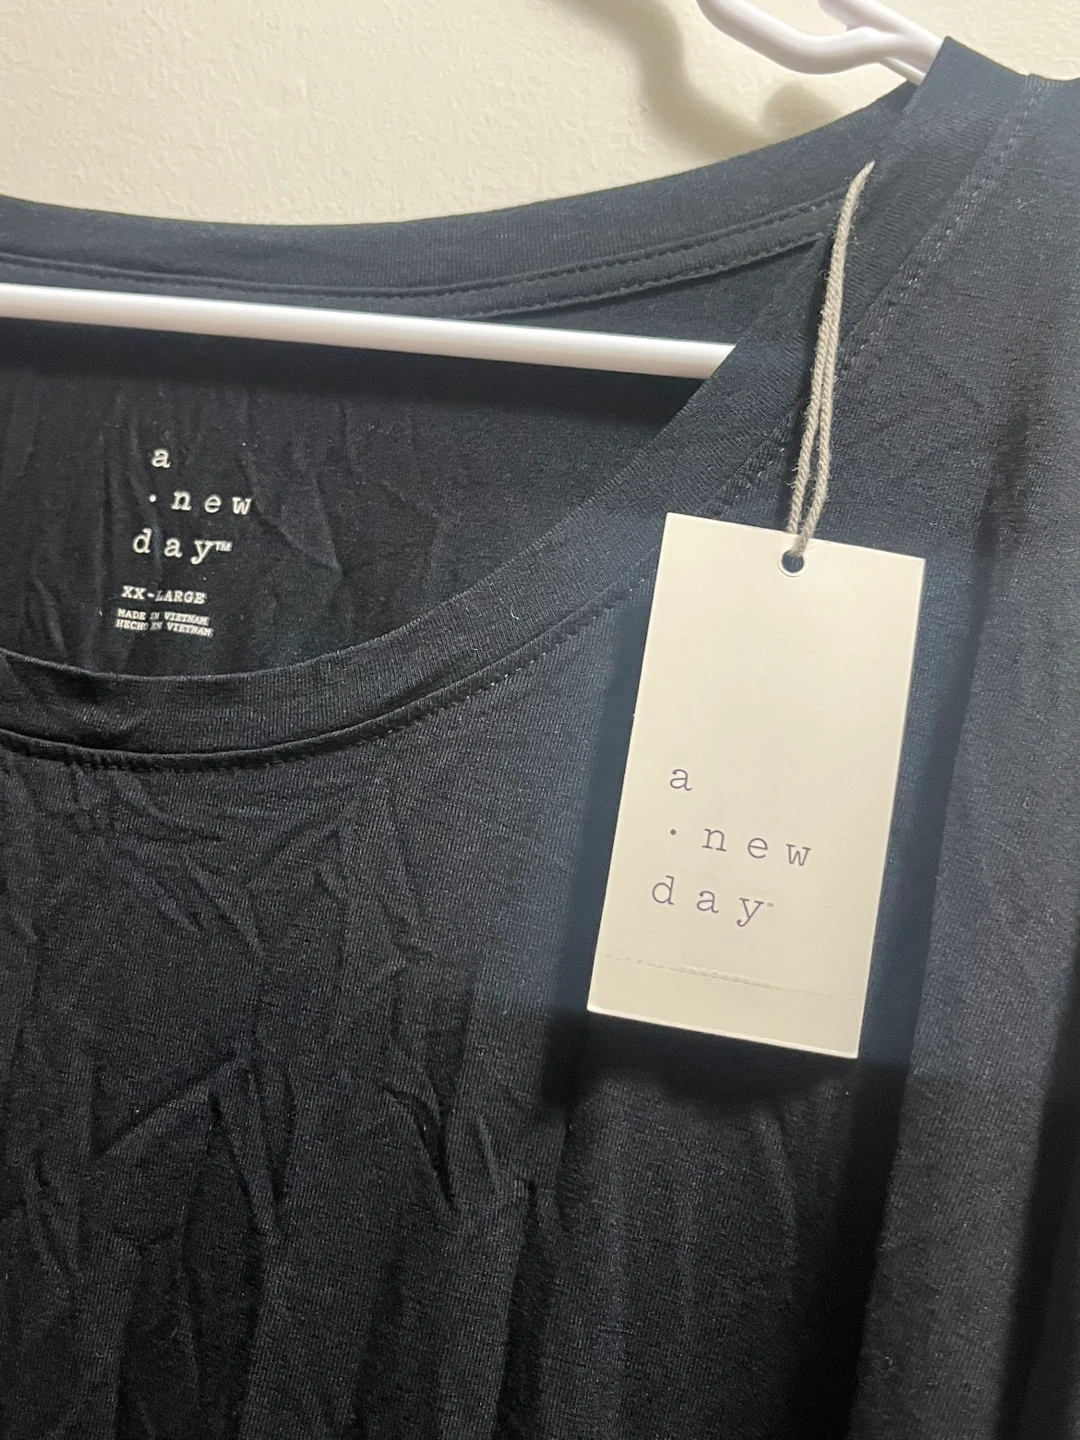 a
· new
day™
XX-LARGE
MADE IN VIETNAM
HECHO EN VIETNAM
a
· new
day™